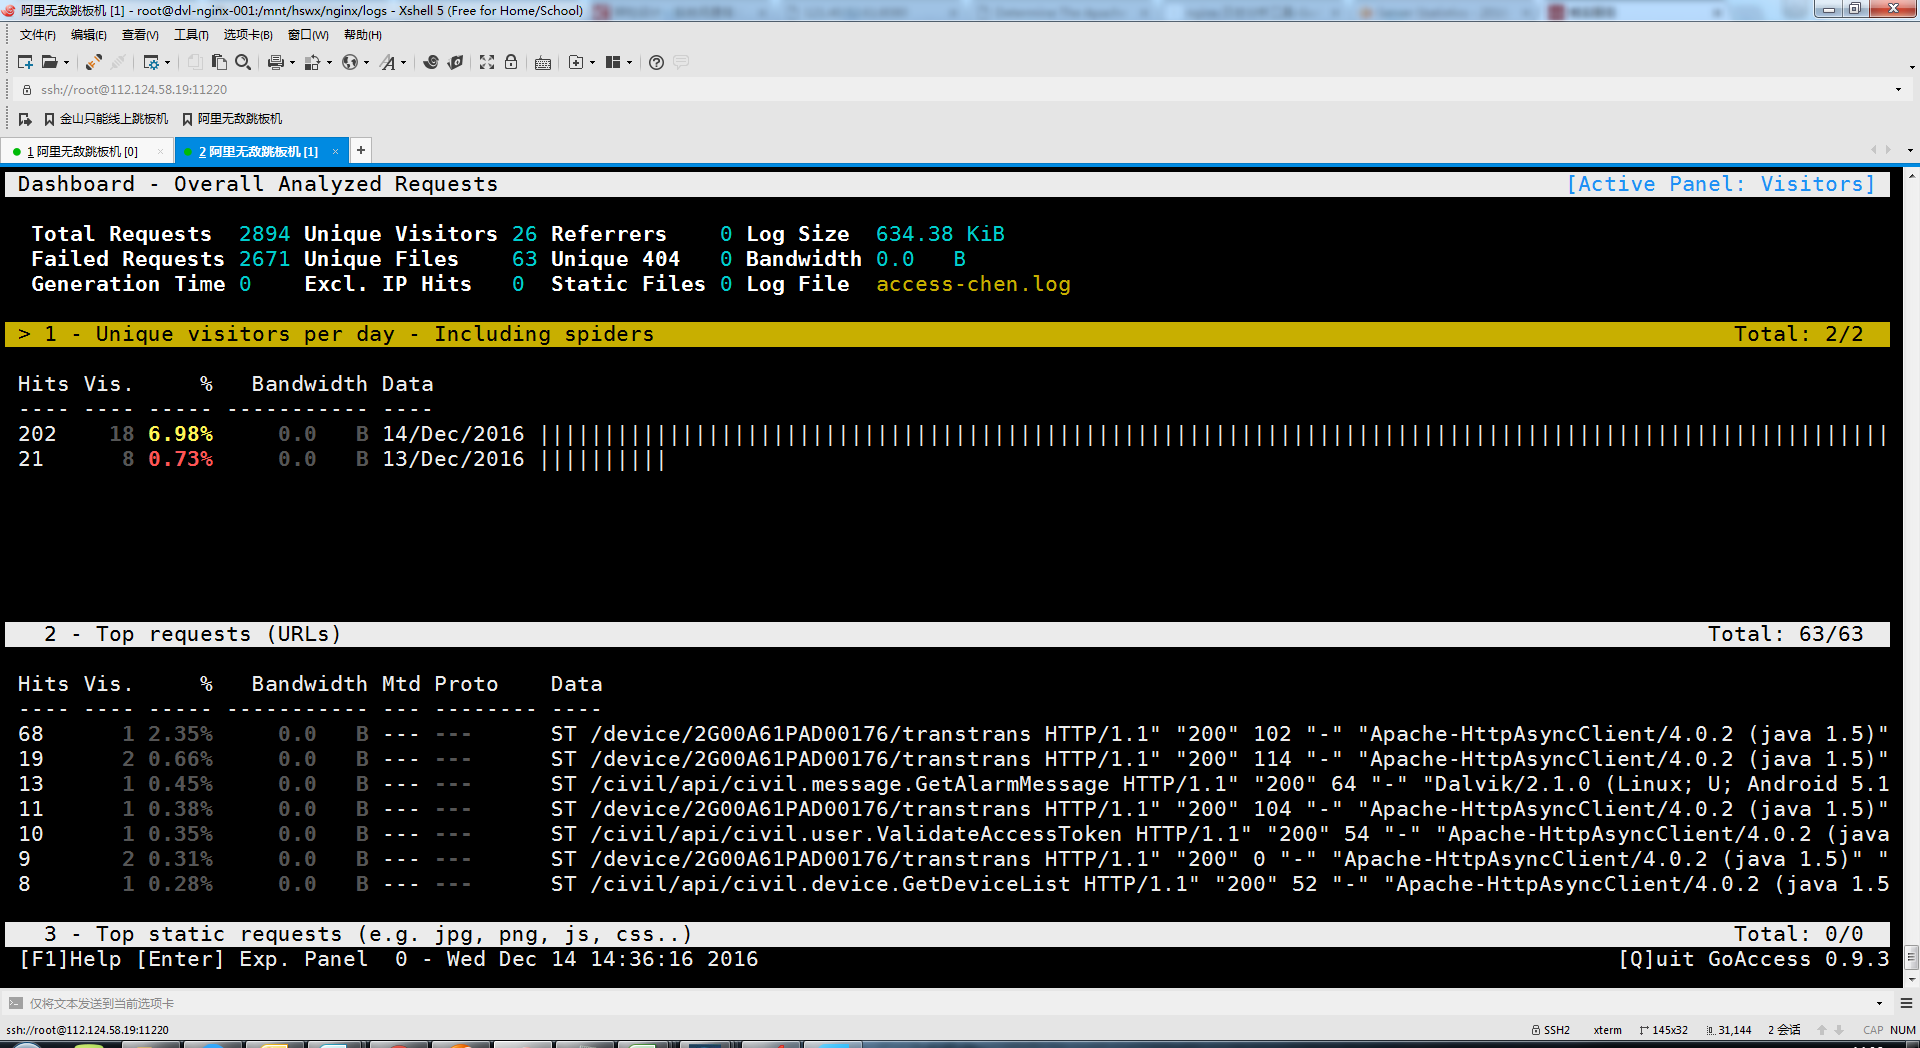 阿里无敌跳板机 [1] - root@dvl-nginx-001:/mnt/hswx/nginx/logs - Xshell 5 (Free for Home/School)
文件(F) 编辑(E) 查看(V) 工具(T) 选项卡(B) 窗口(W) 帮助(H)
ssh://root@112.124.58.19:11220
金山只能线上跳板机 阿里无敌跳板机
1 阿里无敌跳板机 [0] × 2 阿里无敌跳板机 [1] × +
Dashboard - Overall Analyzed Requests [Active Panel: Visitors]
Total Requests 2894 Unique Visitors 26 Referrers 0 Log Size 634.38 KiB
Failed Requests 2671 Unique Files 63 Unique 404 0 Bandwidth 0.0 B
Generation Time 0 Excl. IP Hits 0 Static Files 0 Log File access-chen.log
> 1 - Unique visitors per day - Including spiders Total: 2/2
Hits Vis. % Bandwidth Data
---- ---- ----- ----------- ----
202 18 6.98% 0.0 B 14/Dec/2016 ||||||||||||||||||||||||||||||||||||||||||||||||||||||||||||||||||||||||||||||||||||||||||||||||||||||||
21 8 0.73% 0.0 B 13/Dec/2016 ||||||||||
2 - Top requests (URLs) Total: 63/63
Hits Vis. % Bandwidth Mtd Proto Data
---- ---- ----- ----------- --- -------- ----
68 1 2.35% 0.0 B --- --- ST /device/2G00A61PAD00176/transtrans HTTP/1.1" "200" 102 "-" "Apache-HttpAsyncClient/4.0.2 (java 1.5)"
19 2 0.66% 0.0 B --- --- ST /device/2G00A61PAD00176/transtrans HTTP/1.1" "200" 114 "-" "Apache-HttpAsyncClient/4.0.2 (java 1.5)"
13 1 0.45% 0.0 B --- --- ST /civil/api/civil.message.GetAlarmMessage HTTP/1.1" "200" 64 "-" "Dalvik/2.1.0 (Linux; U; Android 5.1
11 1 0.38% 0.0 B --- --- ST /device/2G00A61PAD00176/transtrans HTTP/1.1" "200" 104 "-" "Apache-HttpAsyncClient/4.0.2 (java 1.5)"
10 1 0.35% 0.0 B --- --- ST /civil/api/civil.user.ValidateAccessToken HTTP/1.1" "200" 54 "-" "Apache-HttpAsyncClient/4.0.2 (java
9 2 0.31% 0.0 B --- --- ST /device/2G00A61PAD00176/transtrans HTTP/1.1" "200" 0 "-" "Apache-HttpAsyncClient/4.0.2 (java 1.5)" "
8 1 0.28% 0.0 B --- --- ST /civil/api/civil.device.GetDeviceList HTTP/1.1" "200" 52 "-" "Apache-HttpAsyncClient/4.0.2 (java 1.5
3 - Top static requests (e.g. jpg, png, js, css..) Total: 0/0
[F1]Help [Enter] Exp. Panel 0 - Wed Dec 14 14:36:16 2016 [Q]uit GoAccess 0.9.3
仅将文本发送到当前选项卡
ssh://root@112.124.58.19:11220 SSH2 xterm 145x32 31,144 2 会话 CAP NUM